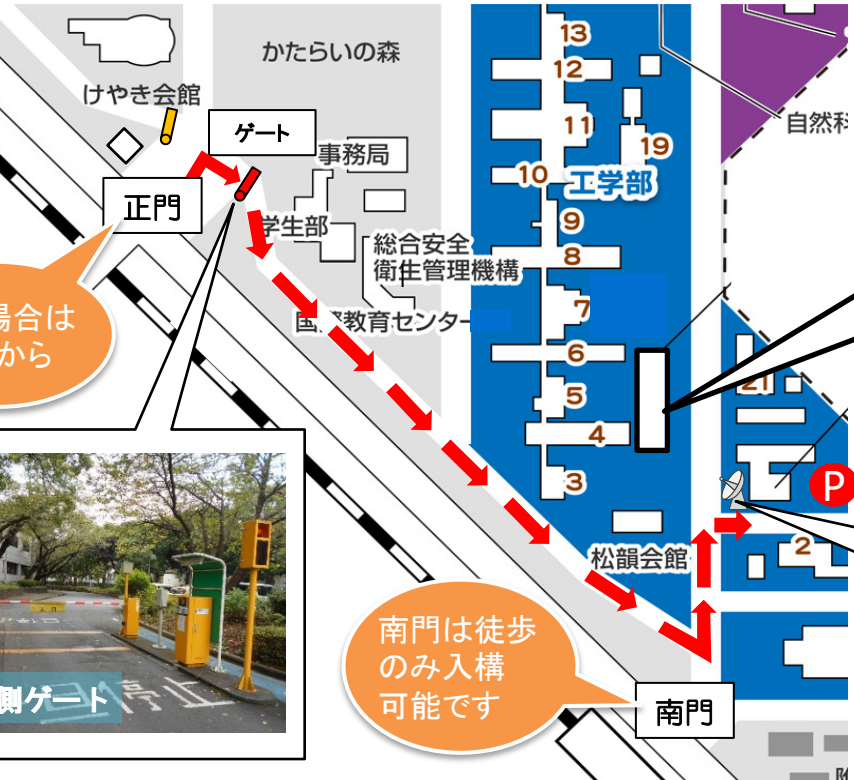 かたらいの森
けやき会館
ゲート
事務局
正門
学生部
総合安全
衛生管理機構
国際教育センター
場合は
から
13
12
11
19
10
工学部
9
8
7
6
5
4
3
自然科
21
P
2
松韻会館
南門は徒歩
のみ入構
可能です
南門
側ゲート
停止